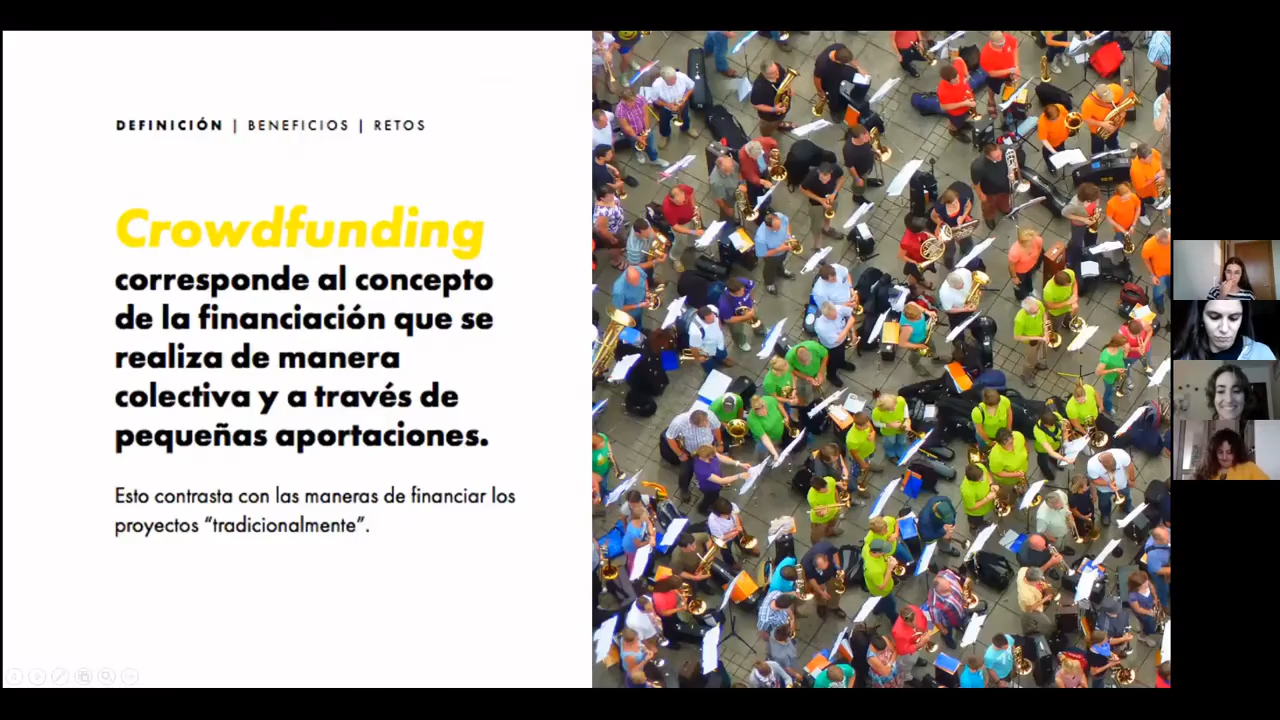 DEFINICIÓN | BENEFICIOS | RETOS
Crowdfunding
corresponde al concepto
de la financiación que se
realiza de manera
colectiva y a través de
pequeñas aportaciones.
Esto contrasta con las maneras de financiar los
proyectos “tradicionalmente”.